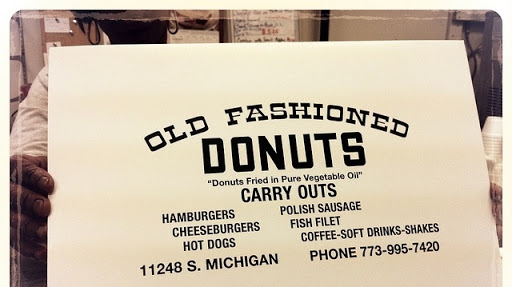 OLD FASHIONED
DONUTS
"Donuts Fried in Pure Vegetable Oil"
CARRY OUTS
HAMBURGERS
CHEESEBURGERS
HOT DOGS
POLISH SAUSAGE
FISH FILET
COFFEE-SOFT DRINKS-SHAKES
11248 S. MICHIGAN
PHONE 773-995-7420